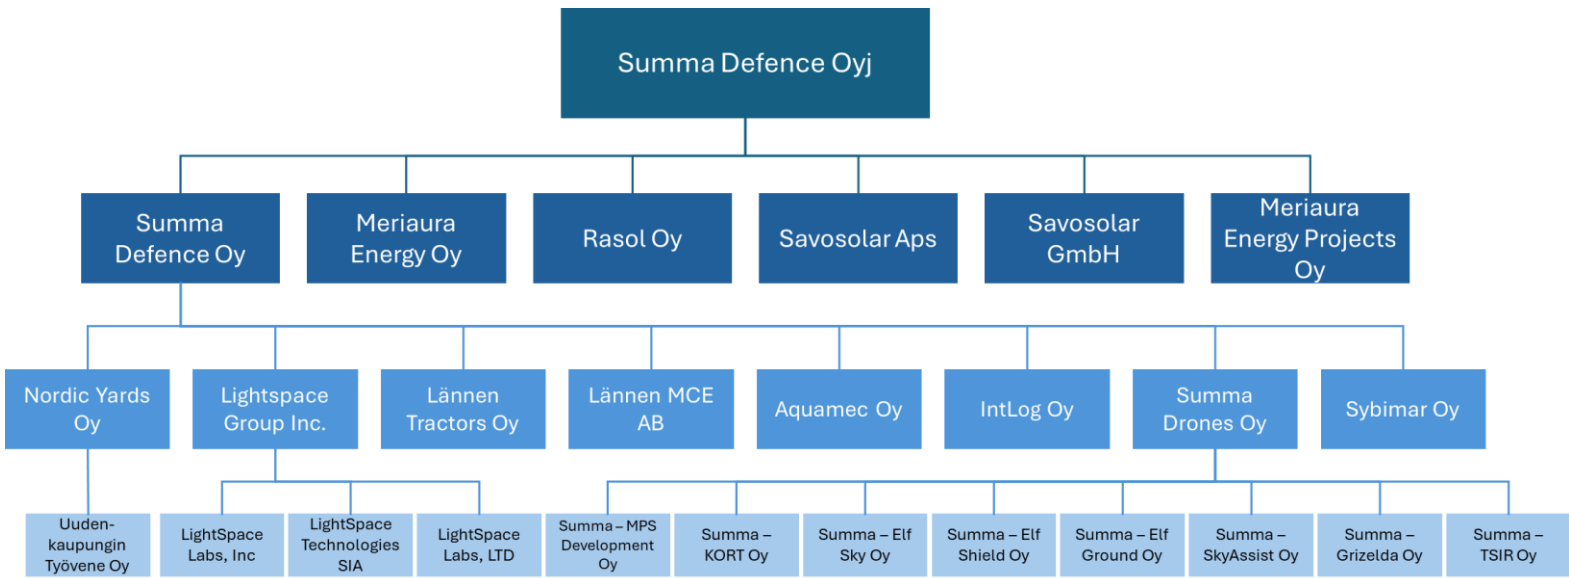 Summa Defence Oyj
Summa
Defence Oy
Meriaura
Energy Oy
Rasol Oy
Savosolar Aps
Savosolar
GmbH
Meriaura
Energy Projects
Oy
Nordic Yards
Oy
Lightspace
Group Inc.
Lännen
Tractors Oy
Lännen MCE
AB
Aquamec Oy
IntLog Oy
Summa
Drones Oy
Sybimar Oy
Uuden-
kaupungin
Työvene Oy
LightSpace
Labs, Inc
LightSpace
Technologies
SIA
LightSpace
Labs, LTD
Summa – MPS
Development
Oy
Summa –
KORT Oy
Summa – Elf
Sky Oy
Summa – Elf
Shield Oy
Summa – Elf
Ground Oy
Summa –
SkyAssist Oy
Summa –
Grizelda Oy
Summa –
TSIR Oy